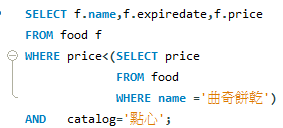 SELECT f.name,f.expiredate,f.price
FROM food f
WHERE price<(SELECT price
FROM food
WHERE name ='曲奇餅乾')
AND catalog='點心';